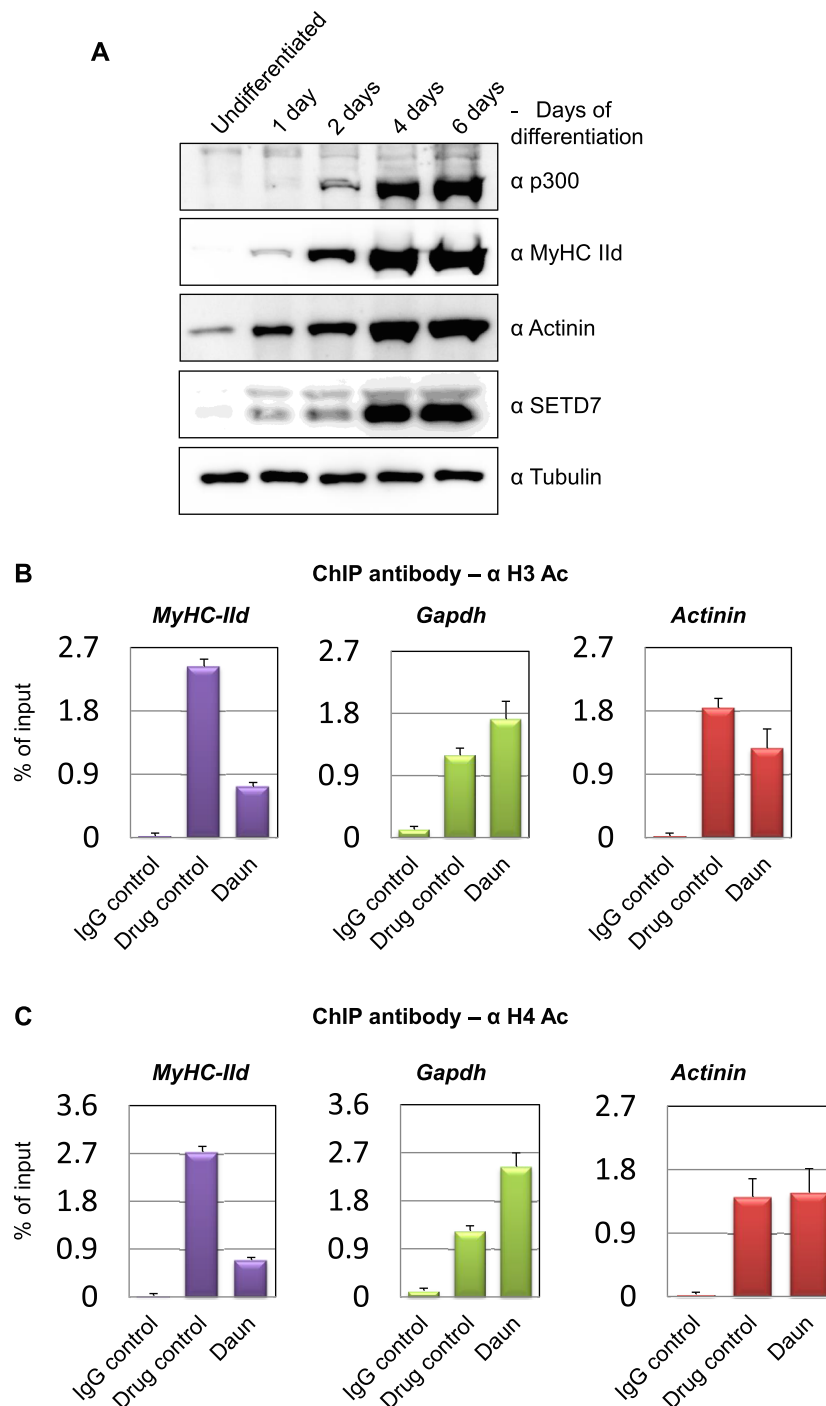 A
Undifferentiated
1 day
2 days
4 days
6 days
- Days of
differentiation
α p300
α MyHC IId
α Actinin
α SETD7
α Tubulin
B
ChIP antibody – α H3 Ac
MyHC-IId
Gapdh
Actinin
% of input
2.7
1.8
0.9
0
IgG control
Drug control
Daun
2.7
1.8
0.9
0
IgG control
Drug control
Daun
2.7
1.8
0.9
0
IgG control
Drug control
Daun
C
ChIP antibody – α H4 Ac
MyHC-IId
Gapdh
Actinin
% of input
3.6
2.7
1.8
0.9
0
IgG control
Drug control
Daun
3.6
2.7
1.8
0.9
0
IgG control
Drug control
Daun
2.7
1.8
0.9
0
IgG control
Drug control
Daun